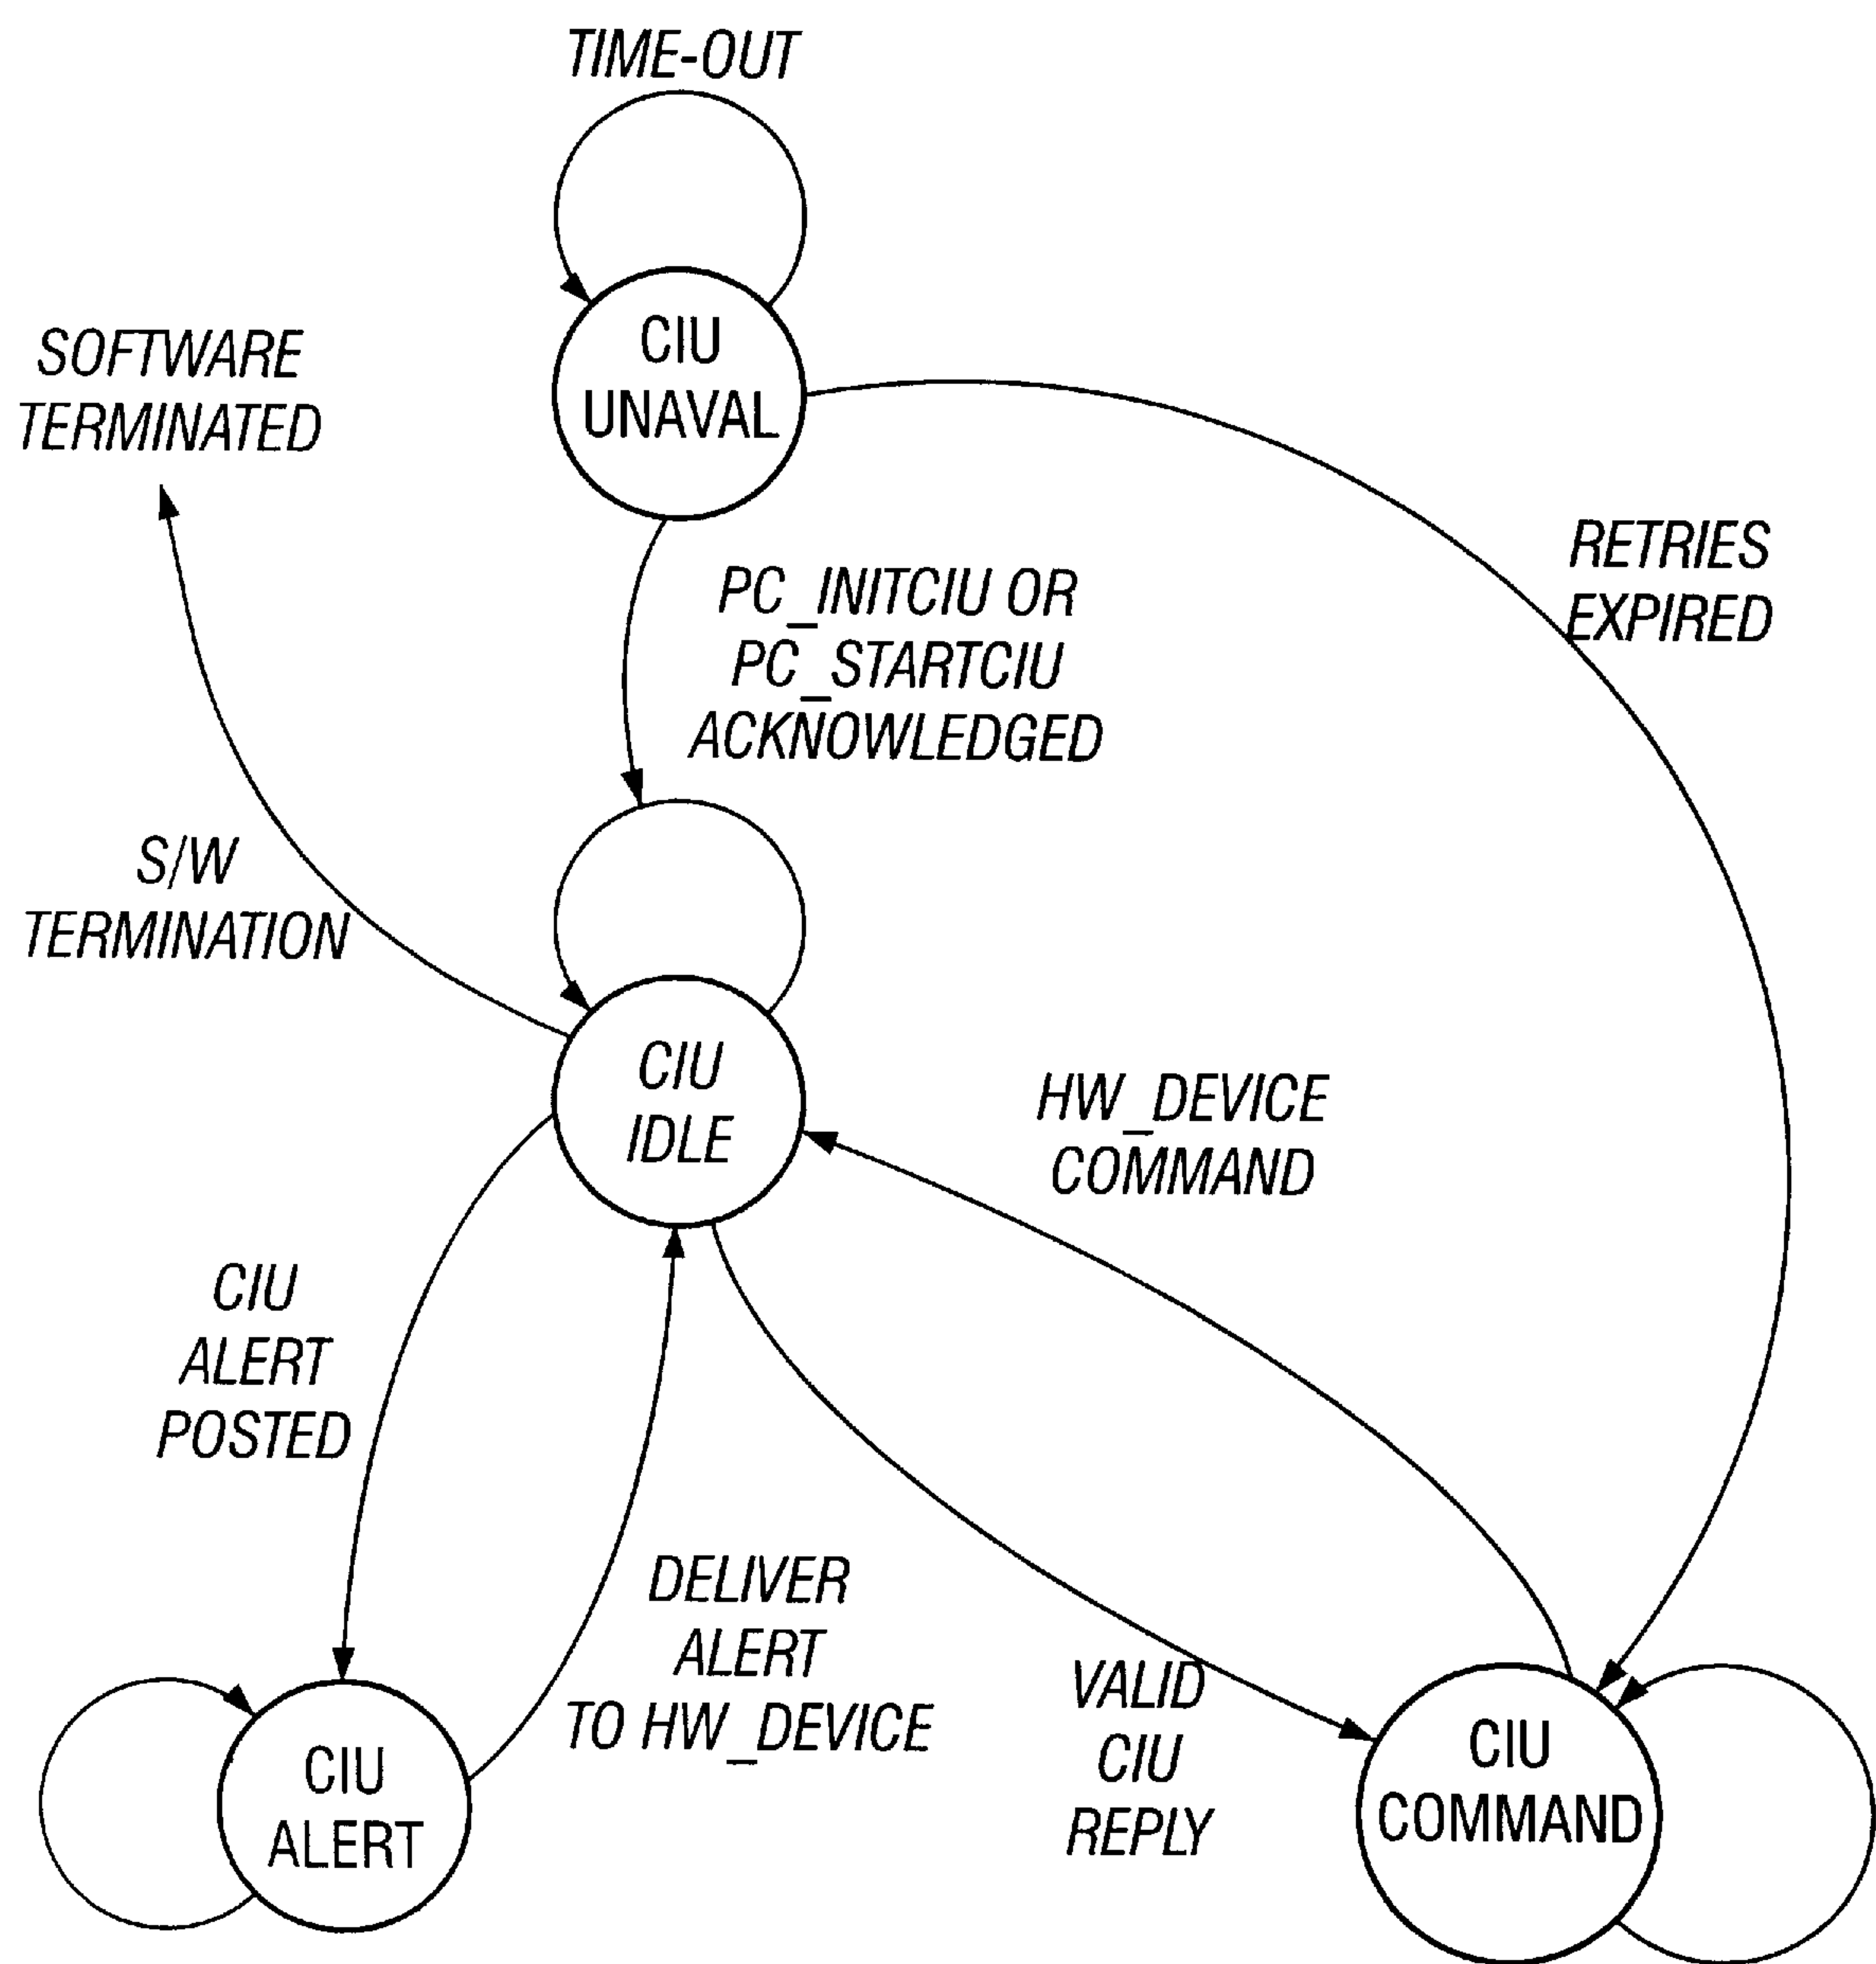 TIME-OUT
CIU
UNAVAL
SOFTWARE
TERMINATED
RETRIES
EXPIRED
PC_INITCIU OR
PC_STARTCIU
ACKNOWLEDGED
S/W
TERMINATION
CIU
IDLE
HW_DEVICE
COMMAND
CIU
ALERT
POSTED
DELIVER
ALERT
TO HW_DEVICE
VALID
CIU
REPLY
CIU
ALERT
CIU
COMMAND